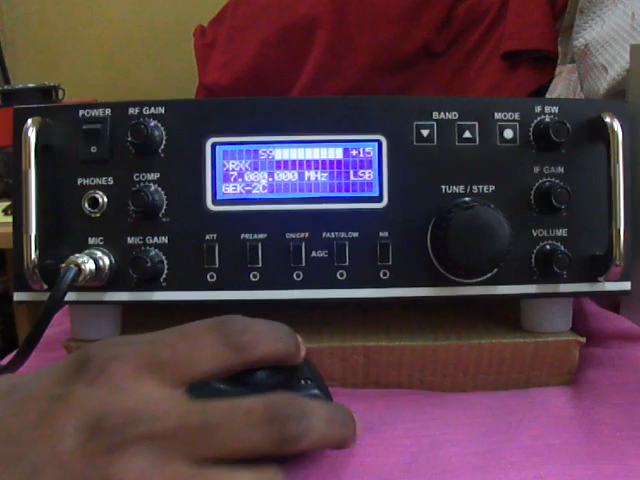 POWER
RF GAIN
BAND
MODE
IF BW
S9 +15
>RX<
7.080.000 MHz LSB
GEK-2C
PHONES
COMP
TUNE / STEP
IF GAIN
MIC
MIC GAIN
ATT
PREAMP
ON/OFF
AGC
FAST/SLOW
NB
VOLUME